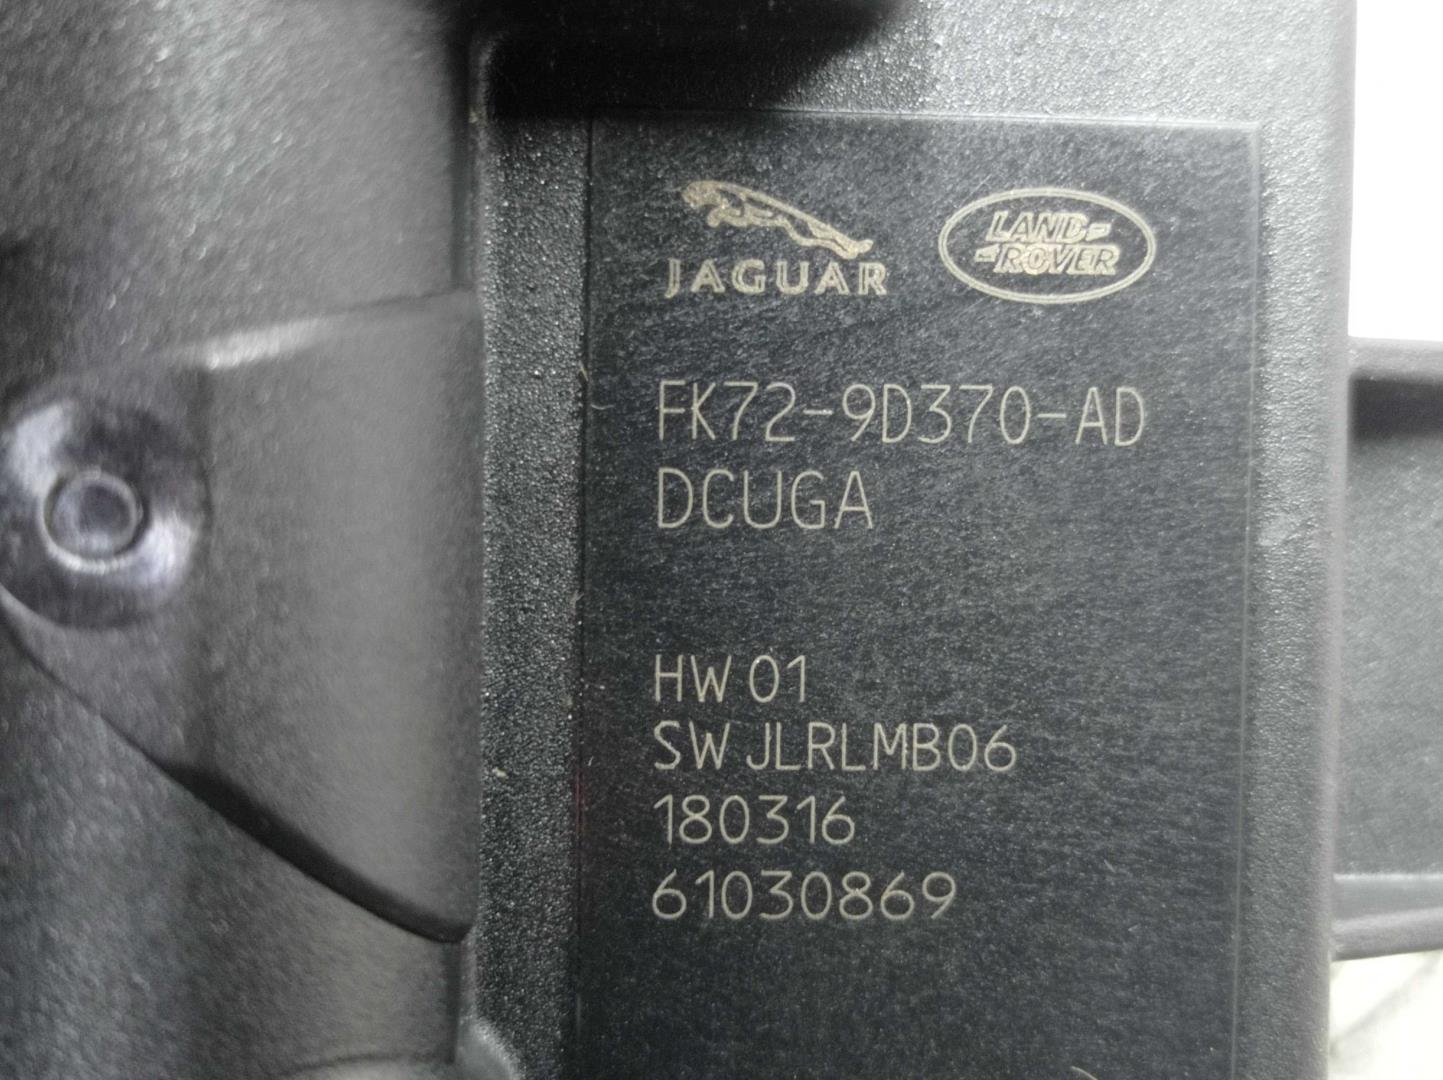 JAGUAR
LAND-
-ROVER
FK72-9D370-AD
DCUGA
HW 01
SW JLRLMB06
180316
61030869